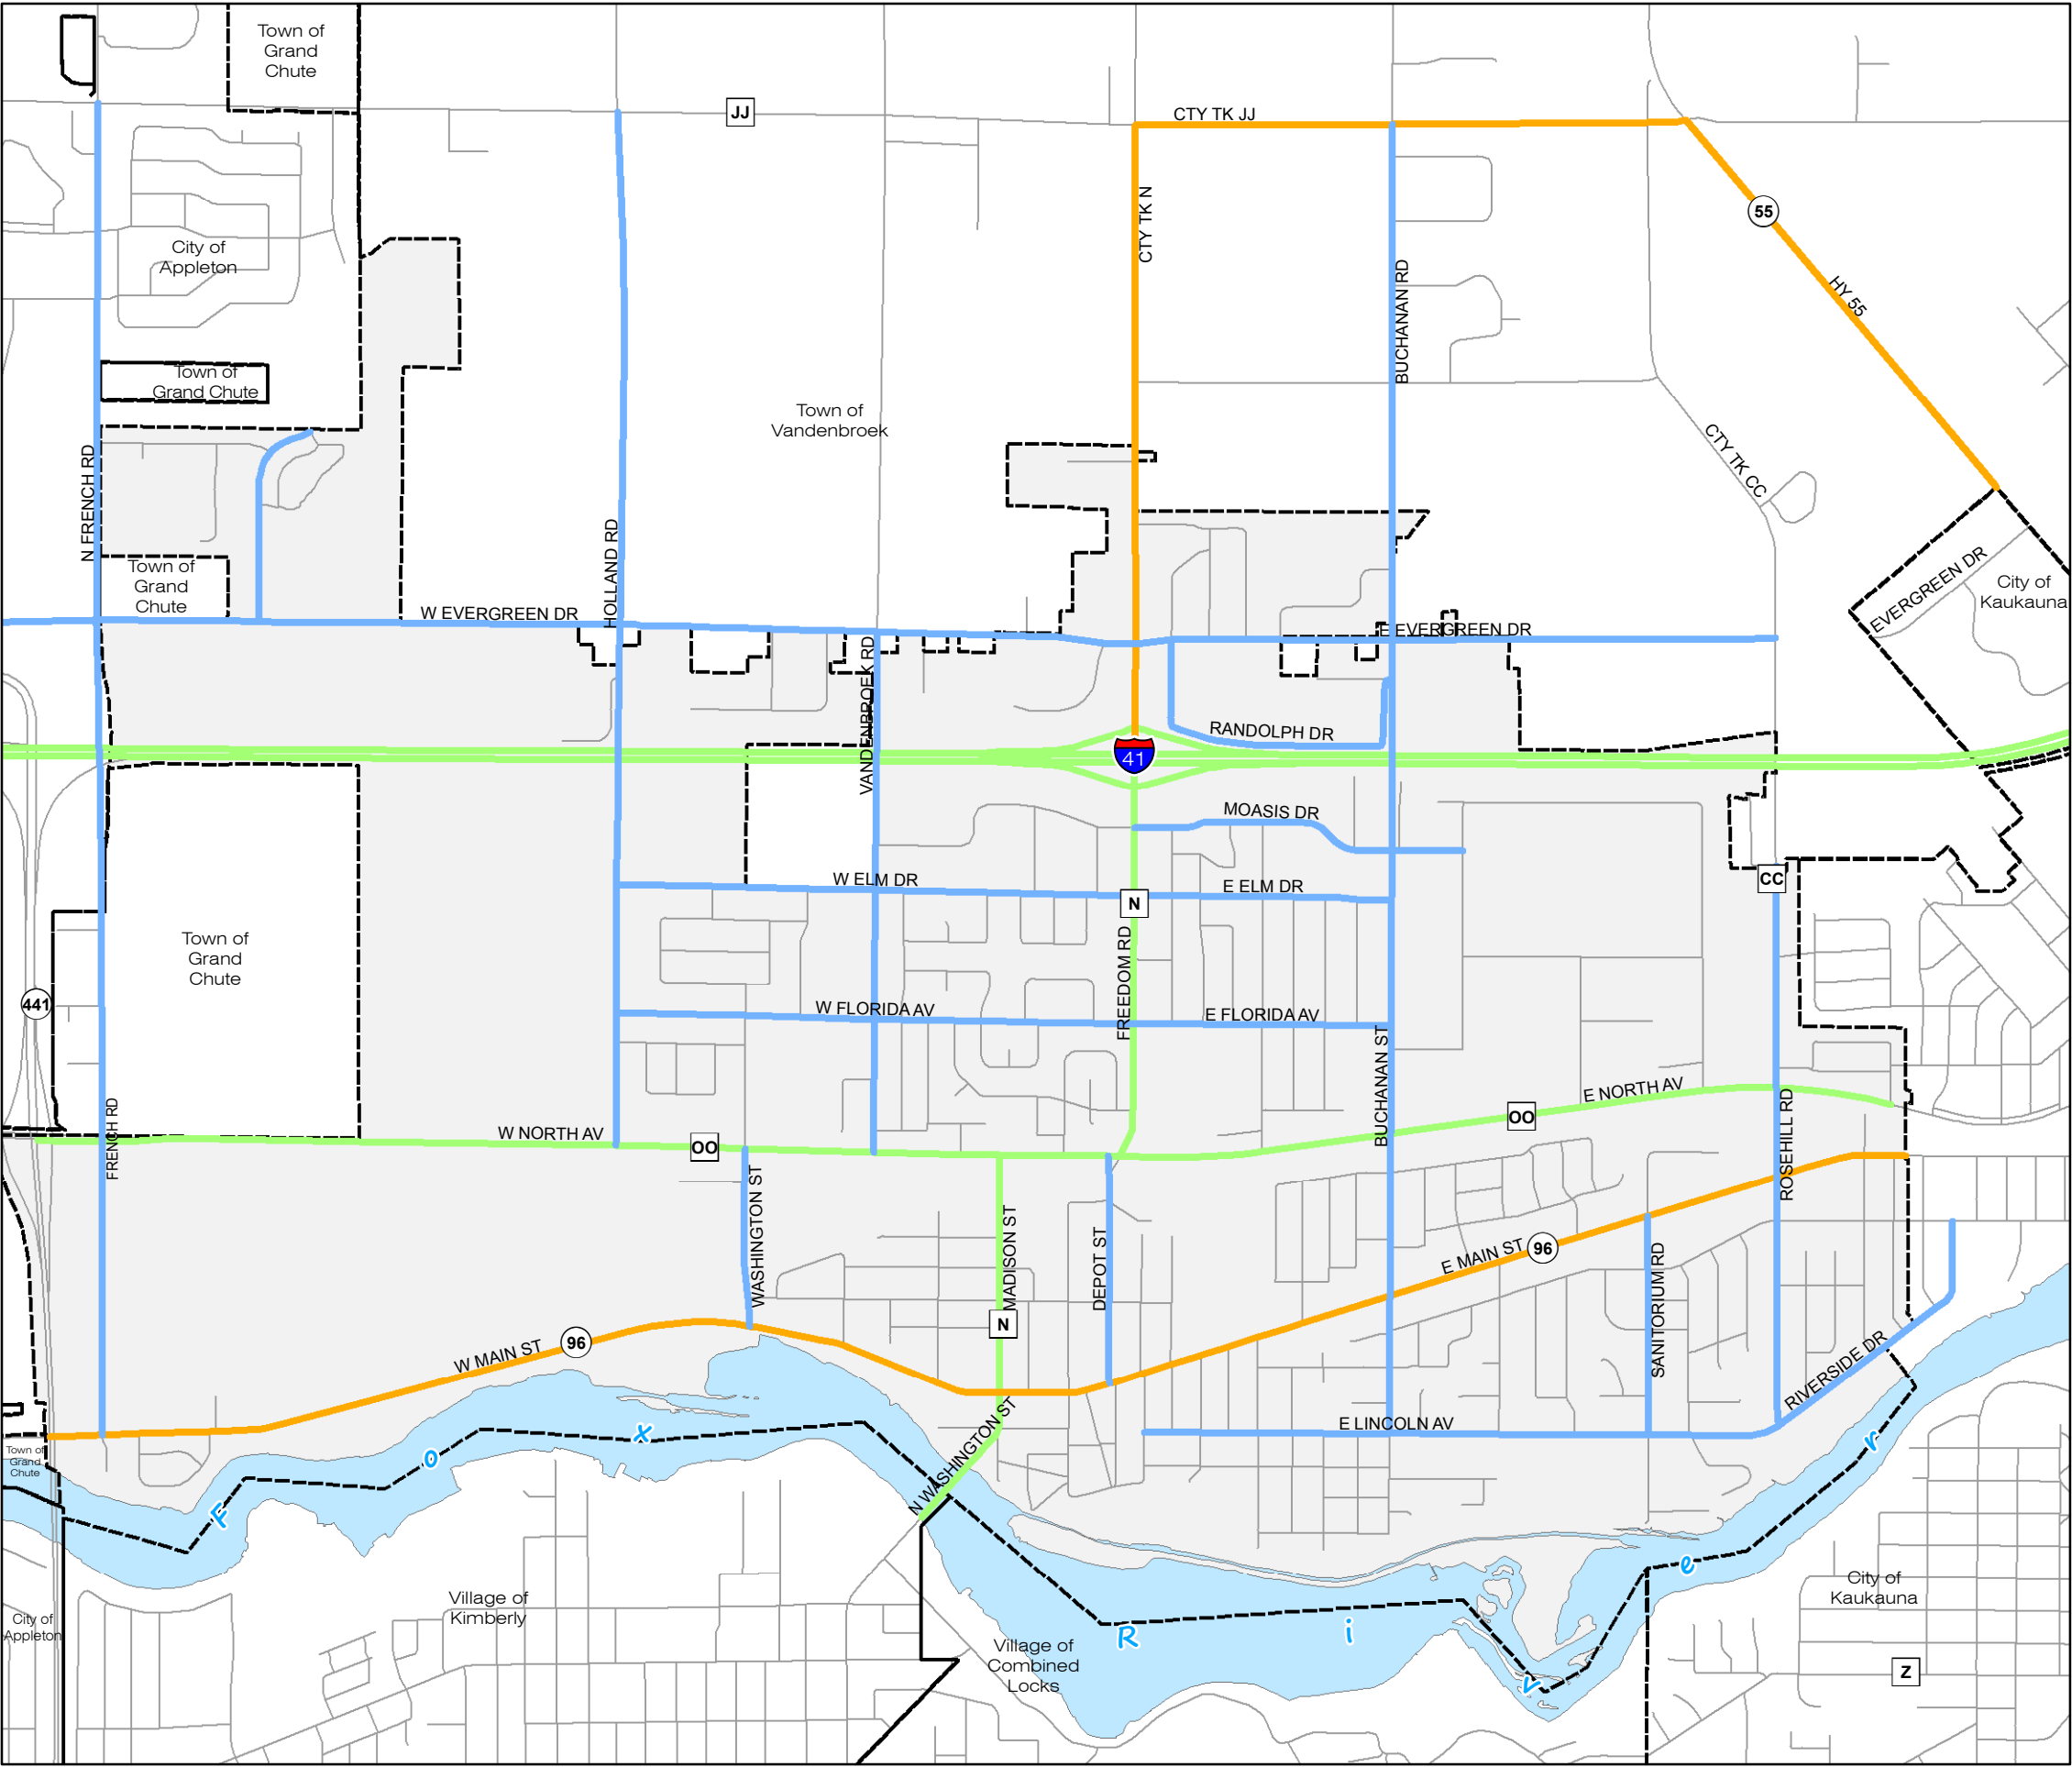 Town of
Grand
Chute
JJ
CTY TK JJ
CTY TK N
55
HY 55
City of
Appleton
BUCHANAN RD
Town of
Grand Chute
Town of
Vandenbroek
N FRENCH RD
CTY TK CC
HOLLAND RD
Town of
Grand
Chute
EVERGREEN DR
City of
Kaukauna
W EVERGREEN DR
E EVERGREEN DR
VANDENBROEK RD
RANDOLPH DR
41
MOASIS DR
W ELM DR
E ELM DR
CC
N
Town of
Grand
Chute
FREEDOM RD
441
W FLORIDA AV
E FLORIDA AV
BUCHANAN ST
FRENCH RD
E NORTH AV
OO
W NORTH AV
OO
ROSEHILL RD
WASHINGTON ST
MADISON ST
DEPOT ST
E MAIN ST
96
SANITORIUM RD
N
W MAIN ST
96
RIVERSIDE DR
E LINCOLN AV
N WASHINGTON ST
Town of
Grand
Chute
F o x R i v e r
Village of
Kimberly
City of
Appleton
Village of
Combined
Locks
City of
Kaukauna
Z